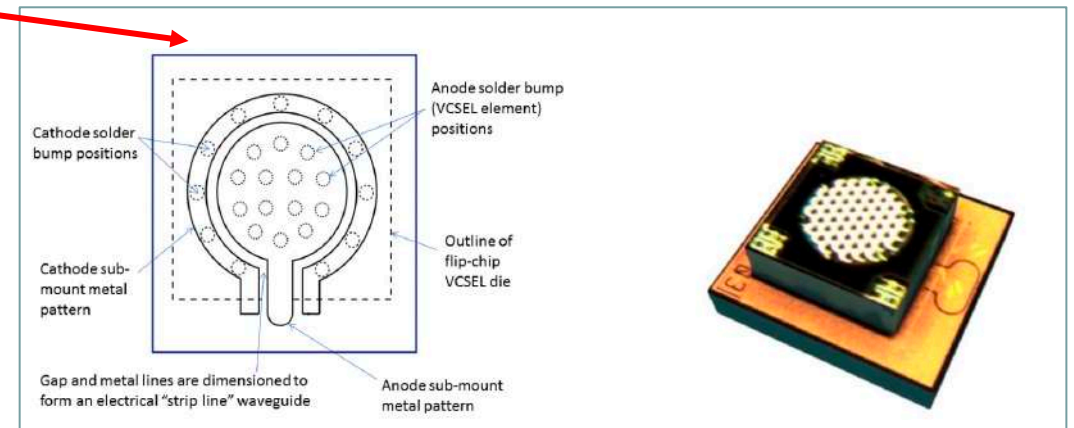 Anode solder bump
(VCSEL element)
positions
Cathode solder
bump positions
Outline of
flip-chip
VCSEL die
Cathode sub-
mount metal
pattern
Gap and metal lines are dimensioned to
form an electrical “strip line” waveguide
Anode sub-mount
metal pattern